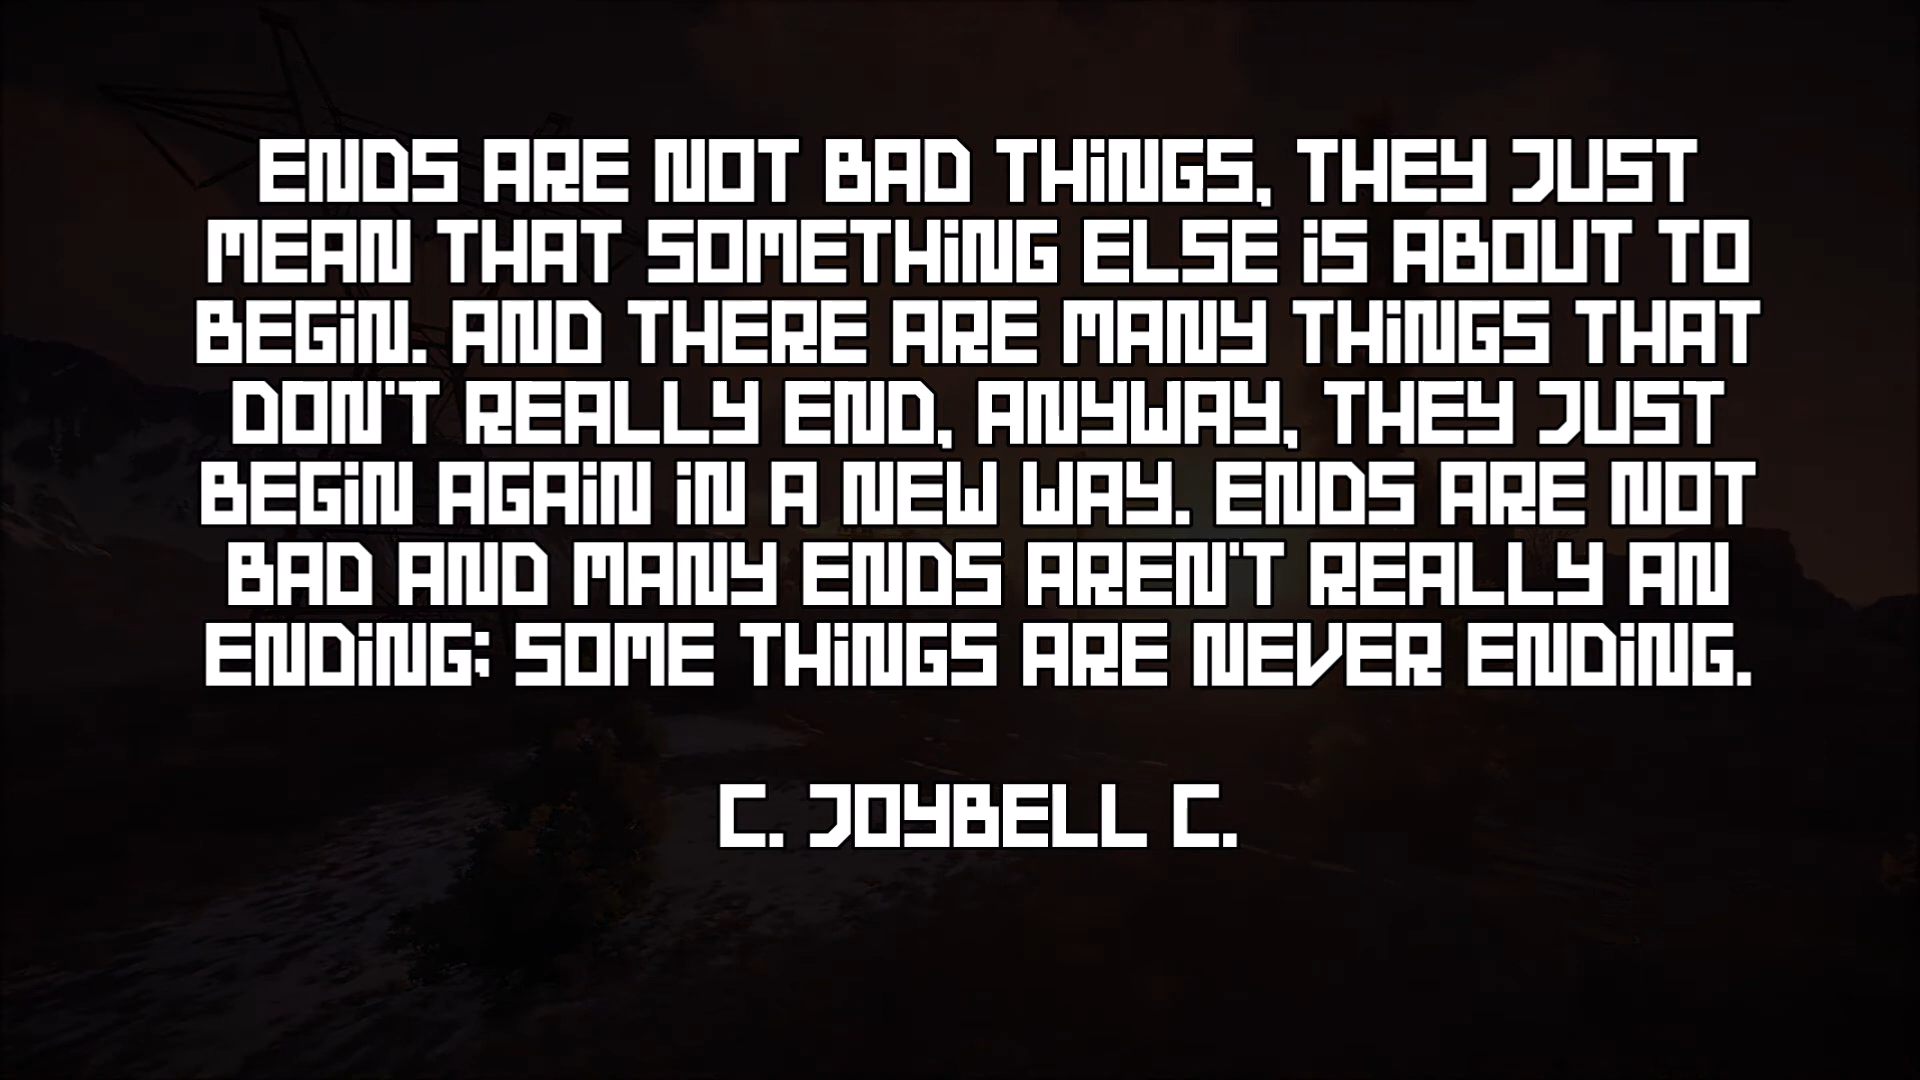 ENDS ARE NOT BAD THiNGS, THEY JUST
MEAN THAT SOMETHiNG ELSE iS ABOUT TO
BEGiN. AND THERE ARE MANY THiNGS THAT
DON'T REALLY END, ANYWAY, THEY JUST
BEGiN AGAiN iN A NEW WAY. ENDS ARE NOT
BAD AND MANY ENDS AREN'T REALLY AN
ENDiNG; SOME THiNGS ARE NEVER ENDiNG.
C. JOYBELL C.